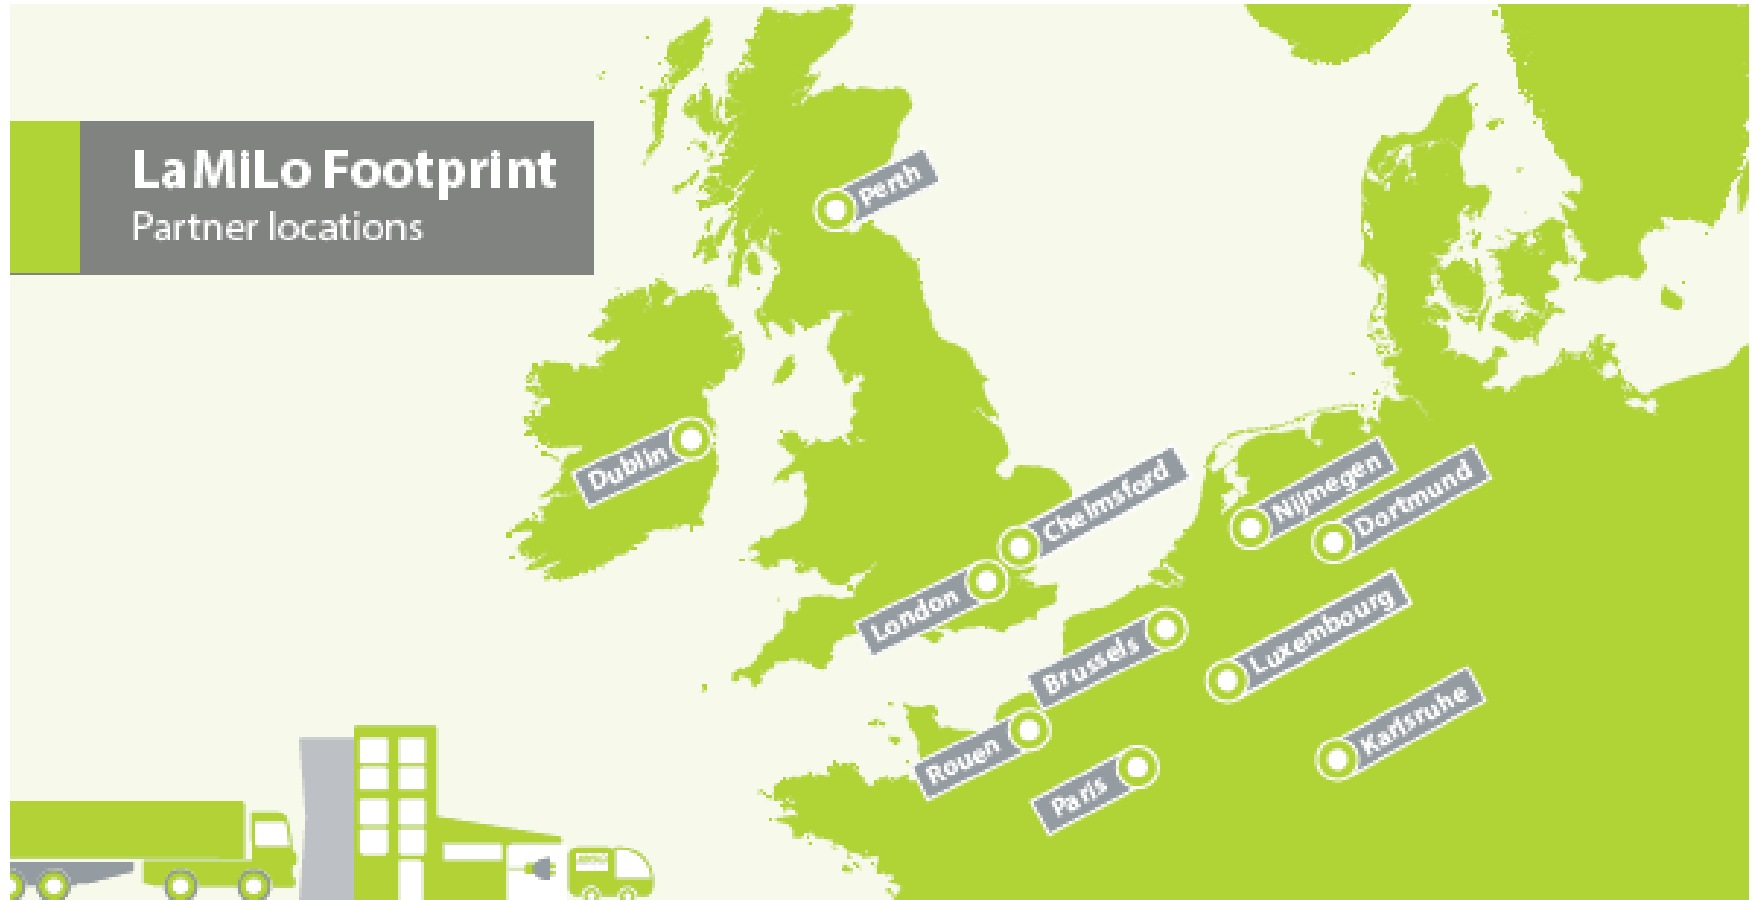 LaMiLo Footprint
Partner locations
Perth
Dublin
Chelmsford
London
Nijmegen
Dortmund
Brussels
Luxembourg
Rouen
Paris
Karlsruhe